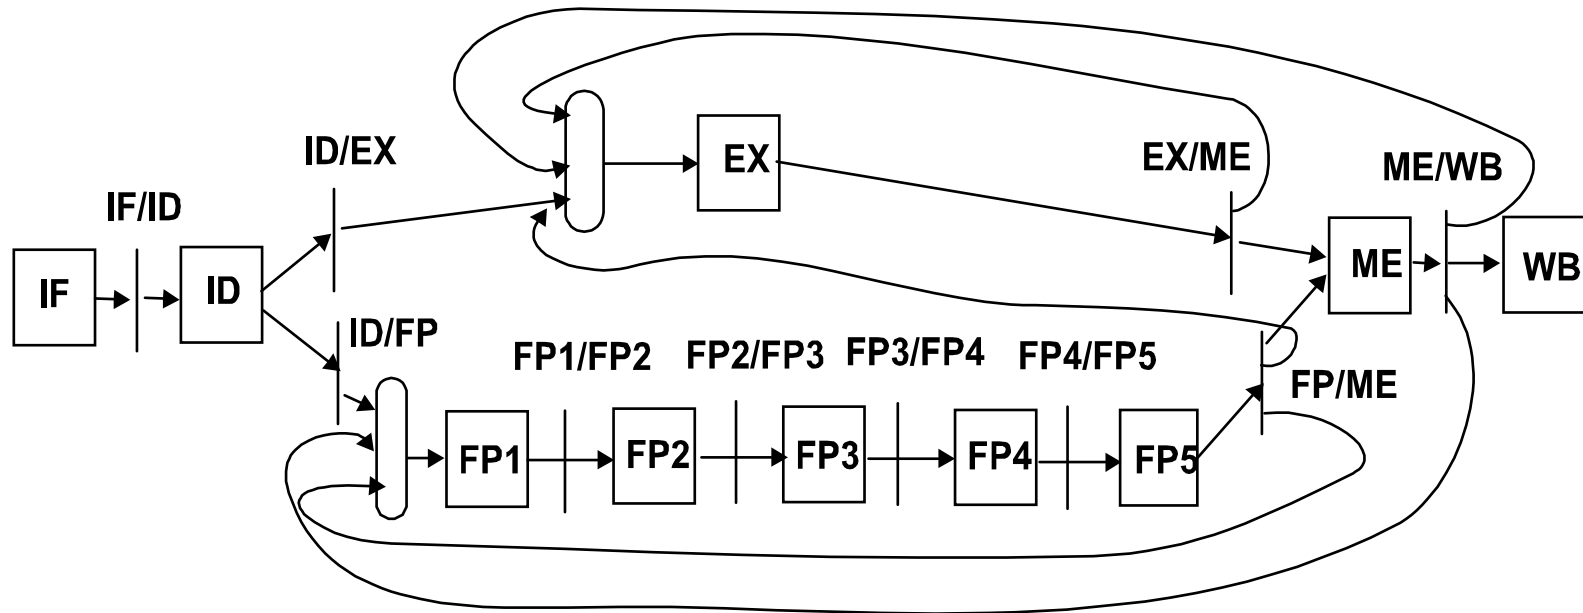 ID/EX
EX/ME
ME/WB
IF/ID
EX
IF
ID
ME
WB
ID/FP
FP1/FP2
FP2/FP3
FP3/FP4
FP4/FP5
FP/ME
FP1
FP2
FP3
FP4
FP5